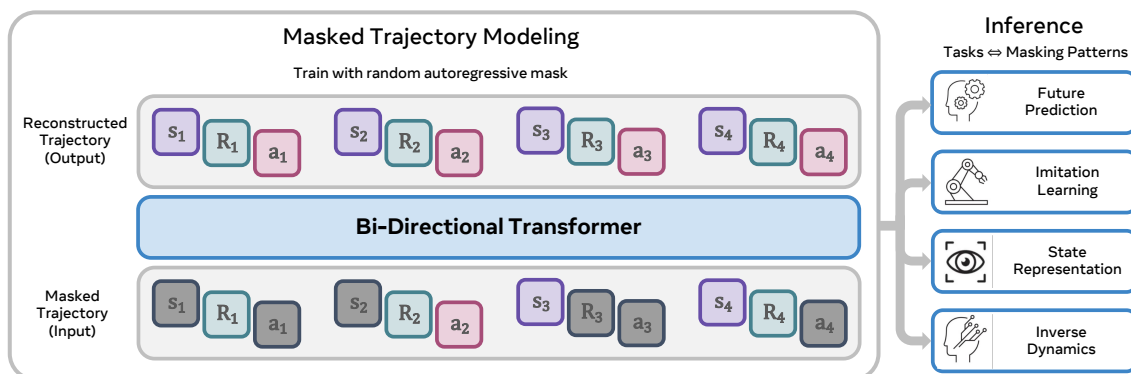 Masked Trajectory Modeling
Train with random autoregressive mask
Reconstructed
Trajectory
(Output)
s1 R1 a1 s2 R2 a2 s3 R3 a3 s4 R4 a4
Bi-Directional Transformer
Masked
Trajectory
(Input)
s1 R1 a1 s2 R2 a2 s3 R3 a3 s4 R4 a4
Inference
Tasks ⇔ Masking Patterns
Future
Prediction
Imitation
Learning
State
Representation
Inverse
Dynamics